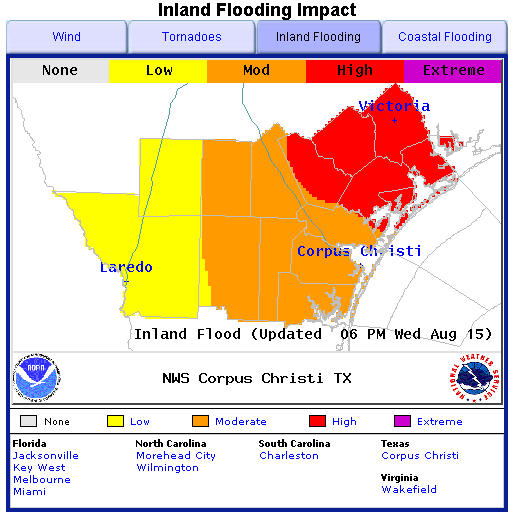 Inland Flooding Impact
Wind Tornadoes Inland Flooding Coastal Flooding
None Low Mod High Extreme
Victoria
Corpus Christi
Laredo
Inland Flood (Updated 06 PM Wed Aug 15)
NOAA
NATIONAL WEATHER SERVICE
NWS Corpus Christi TX
None Low Moderate High Extreme
Florida
Jacksonville
Key West
Melbourne
Miami
North Carolina
Morehead City
Wilmington
South Carolina
Charleston
Texas
Corpus Christi
Virginia
Wakefield